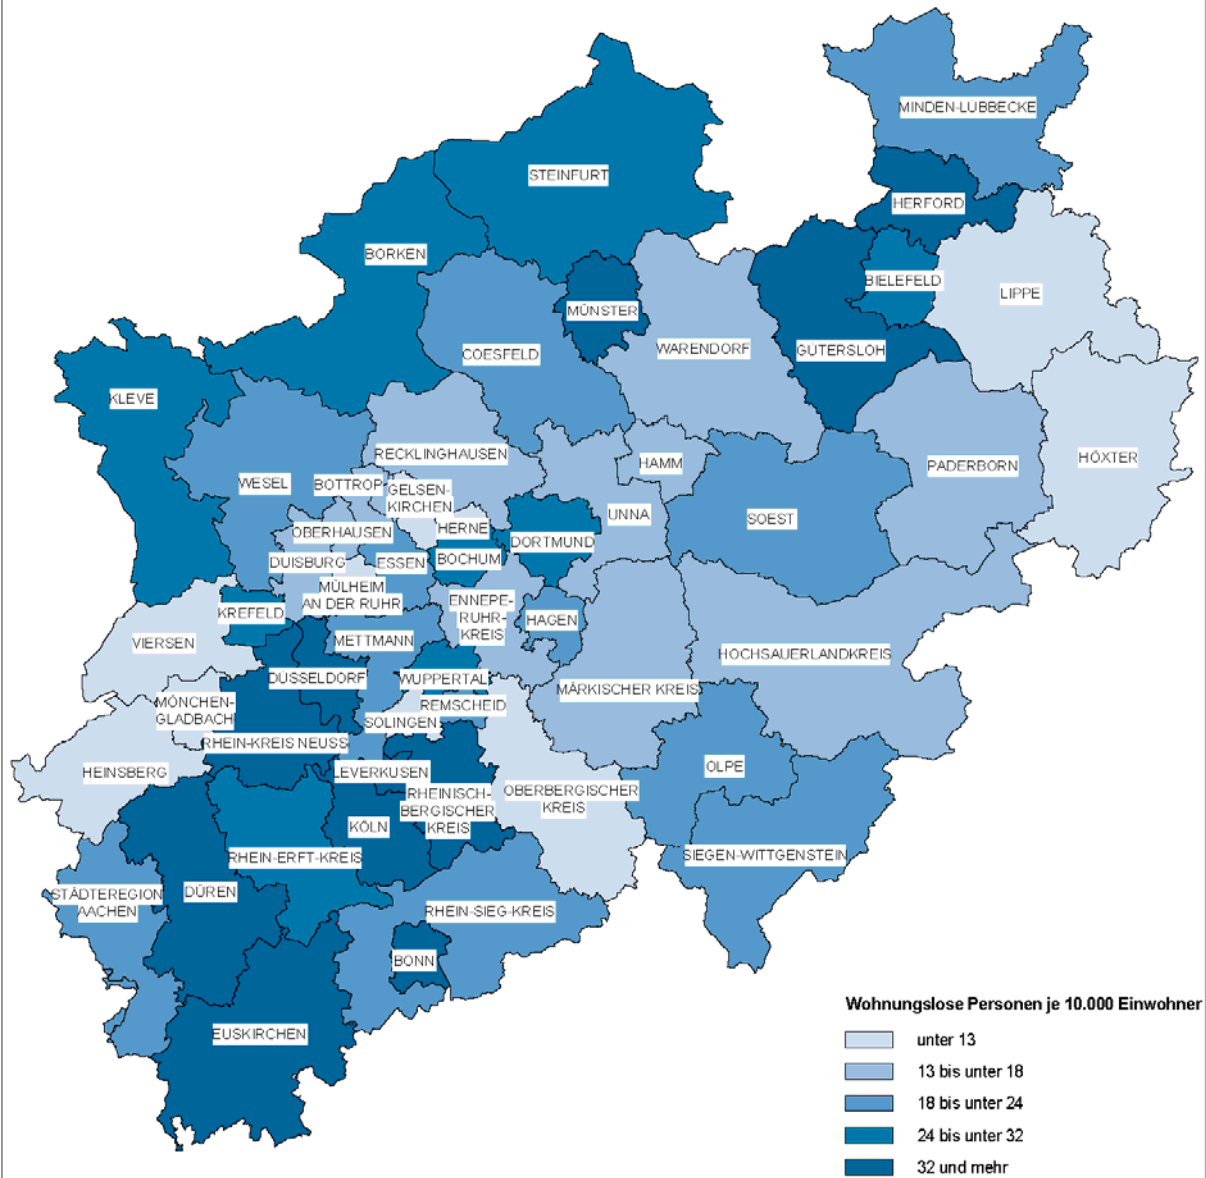 MINDEN-LÜBBECKE
STEINFURT
HERFORD
BORKEN
BIELEFELD
LIPPE
MÜNSTER
WARENDORF
GÜTERSLOH
COESFELD
KLEVE
RECKLINGHAUSEN
HAMM
HÖXTER
PADERBORN
WESEL
BOTTROP
GELSEN-
KIRCHEN
UNNA
SOEST
HERNE
OBERHAUSEN
DORTMUND
DUISBURG
ESSEN
BOCHUM
MÜLHEIM
AN DER RUHR
ENNEPE-
RUHR-
KREIS
KREFELD
HAGEN
VIERSEN
METTMANN
HOCHSAUERLANDKREIS
DÜSSELDORF
WUPPERTAL
MÄRKISCHER KREIS
MÖNCHEN-
GLADBACH
REMSCHEID
SOLINGEN
RHEIN-KREIS NEUSS
HEINSBERG
LEVERKUSEN
OLPE
RHEINISCH-
BERGISCHER
KREIS
OBERBERGISCHER
KREIS
KÖLN
RHEIN-ERFT-KREIS
SIEGEN-WITTGENSTEIN
STÄDTEREGION
AACHEN
DÜREN
RHEIN-SIEG-KREIS
BONN
EUSKIRCHEN
Wohnungslose Personen je 10.000 Einwohner
unter 13
13 bis unter 18
18 bis unter 24
24 bis unter 32
32 und mehr